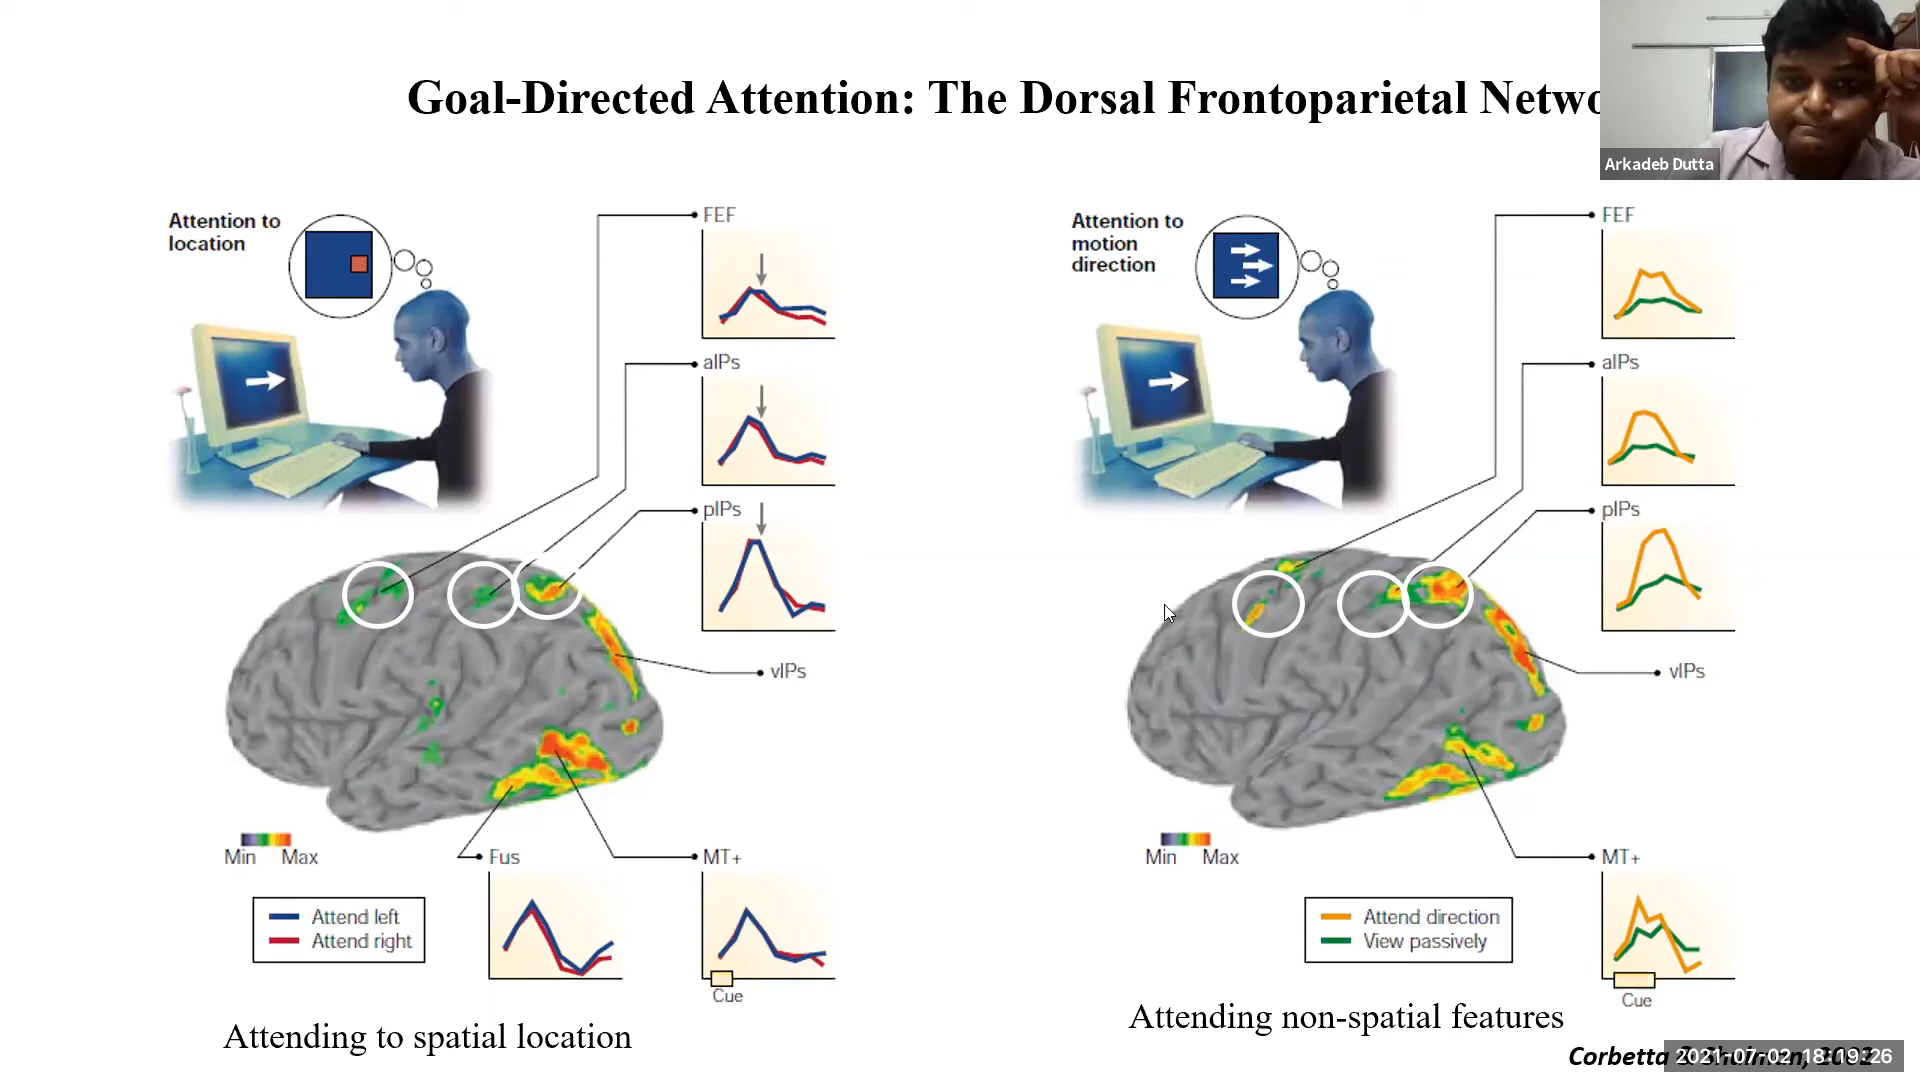 Goal-Directed Attention: The Dorsal Frontoparietal
Arkadeb Dutta
Attention to
location
FEF
aIPs
pIPs
vIPs
Min Max
Fus
MT+
Attend left
Attend right
Cue
Attending to spatial location
Attention to
motion
direction
FEF
aIPs
pIPs
vIPs
Min Max
MT+
Attend direction
View passively
Cue
Attending non-spatial features
Corbetta
2021-07-02 18:19:26